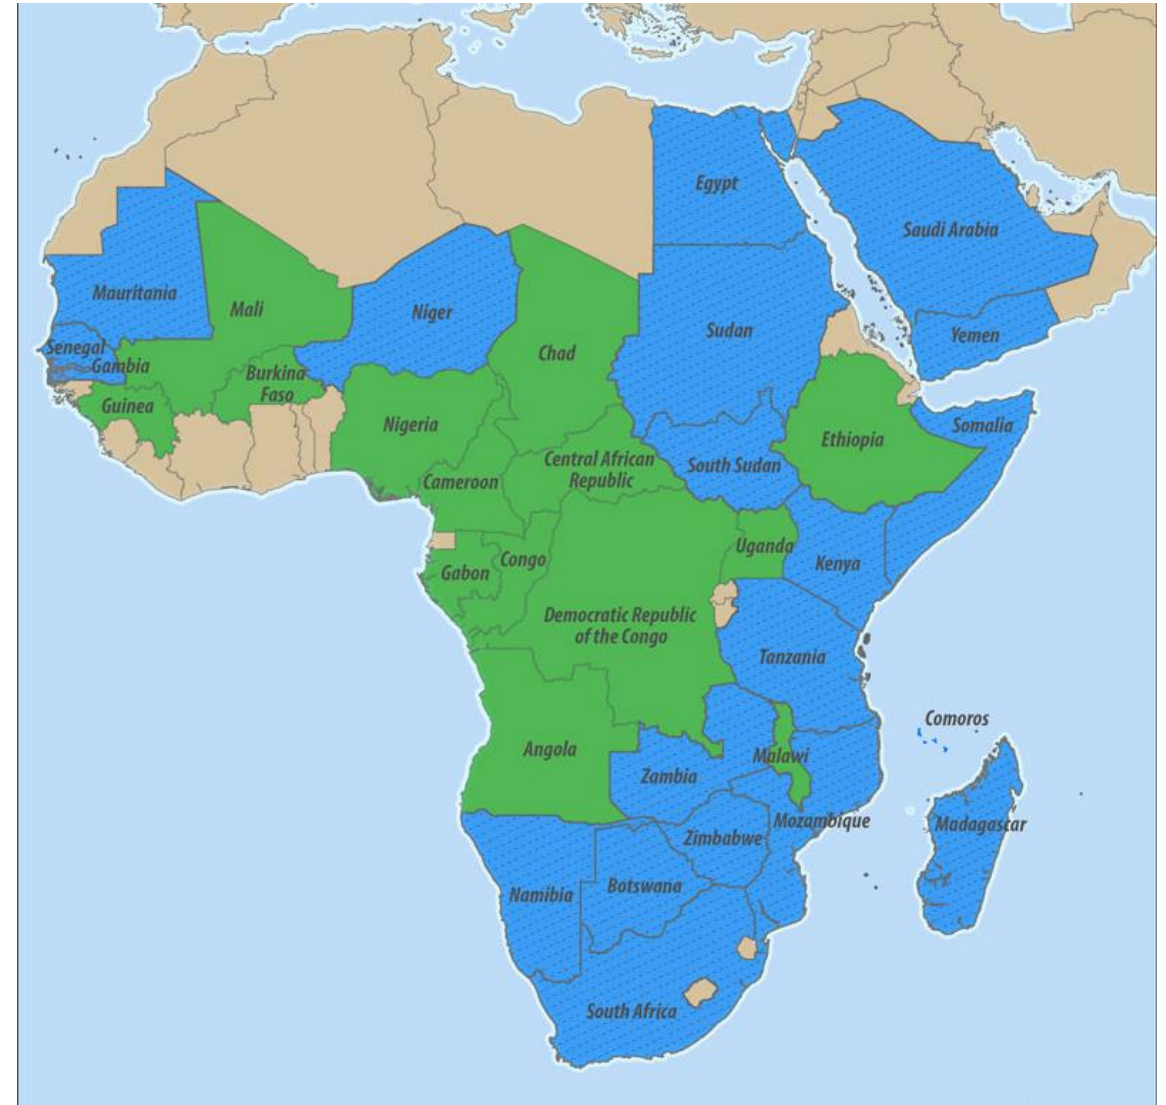 Egypt
Saudi Arabia
Mauritania
Mali
Niger
Sudan
Yemen
Senegal
Gambia
Chad
Burkina
Faso
Guinea
Nigeria
Somalia
Ethiopia
Central African
Republic
South Sudan
Cameroon
Uganda
Congo
Gabon
Kenya
Democratic Republic
of the Congo
Tanzania
Comoros
Angola
Malawi
Zambia
Mozambique
Madagascar
Zimbabwe
Botswana
Namibia
South Africa